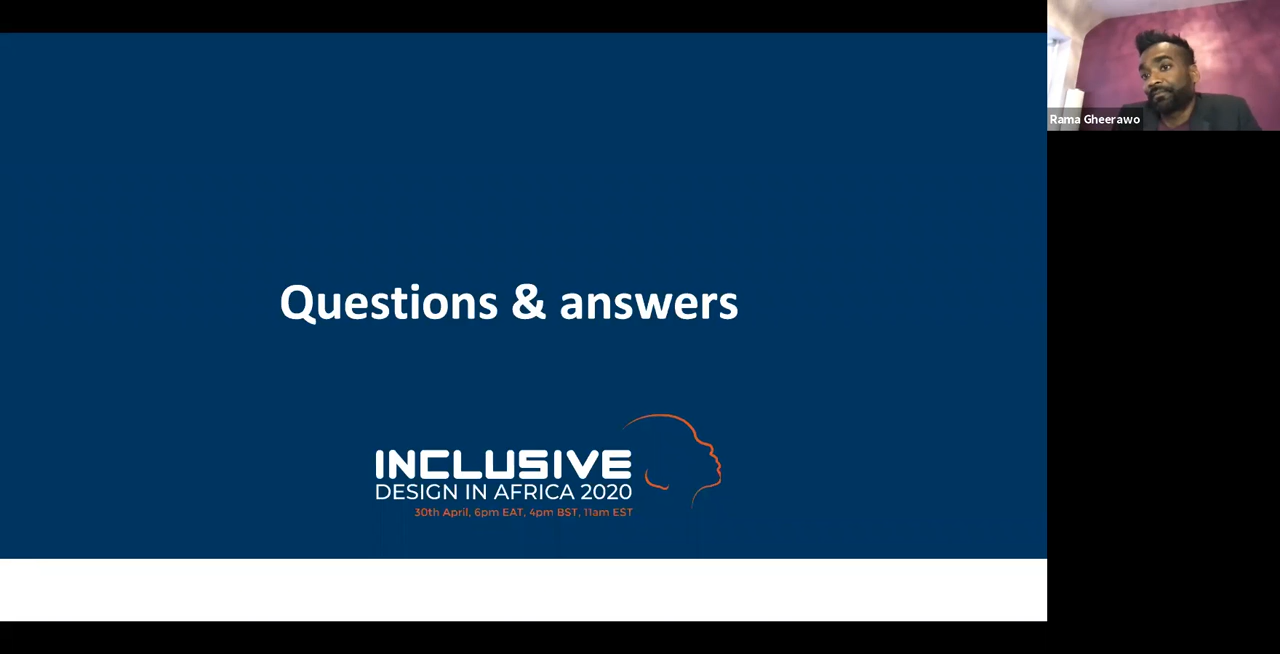 Rama Gheerawo
Questions & answers
INCLUSIVE
DESIGN IN AFRICA 2020
30th April, 6pm EAT, 4pm BST, 11am EST